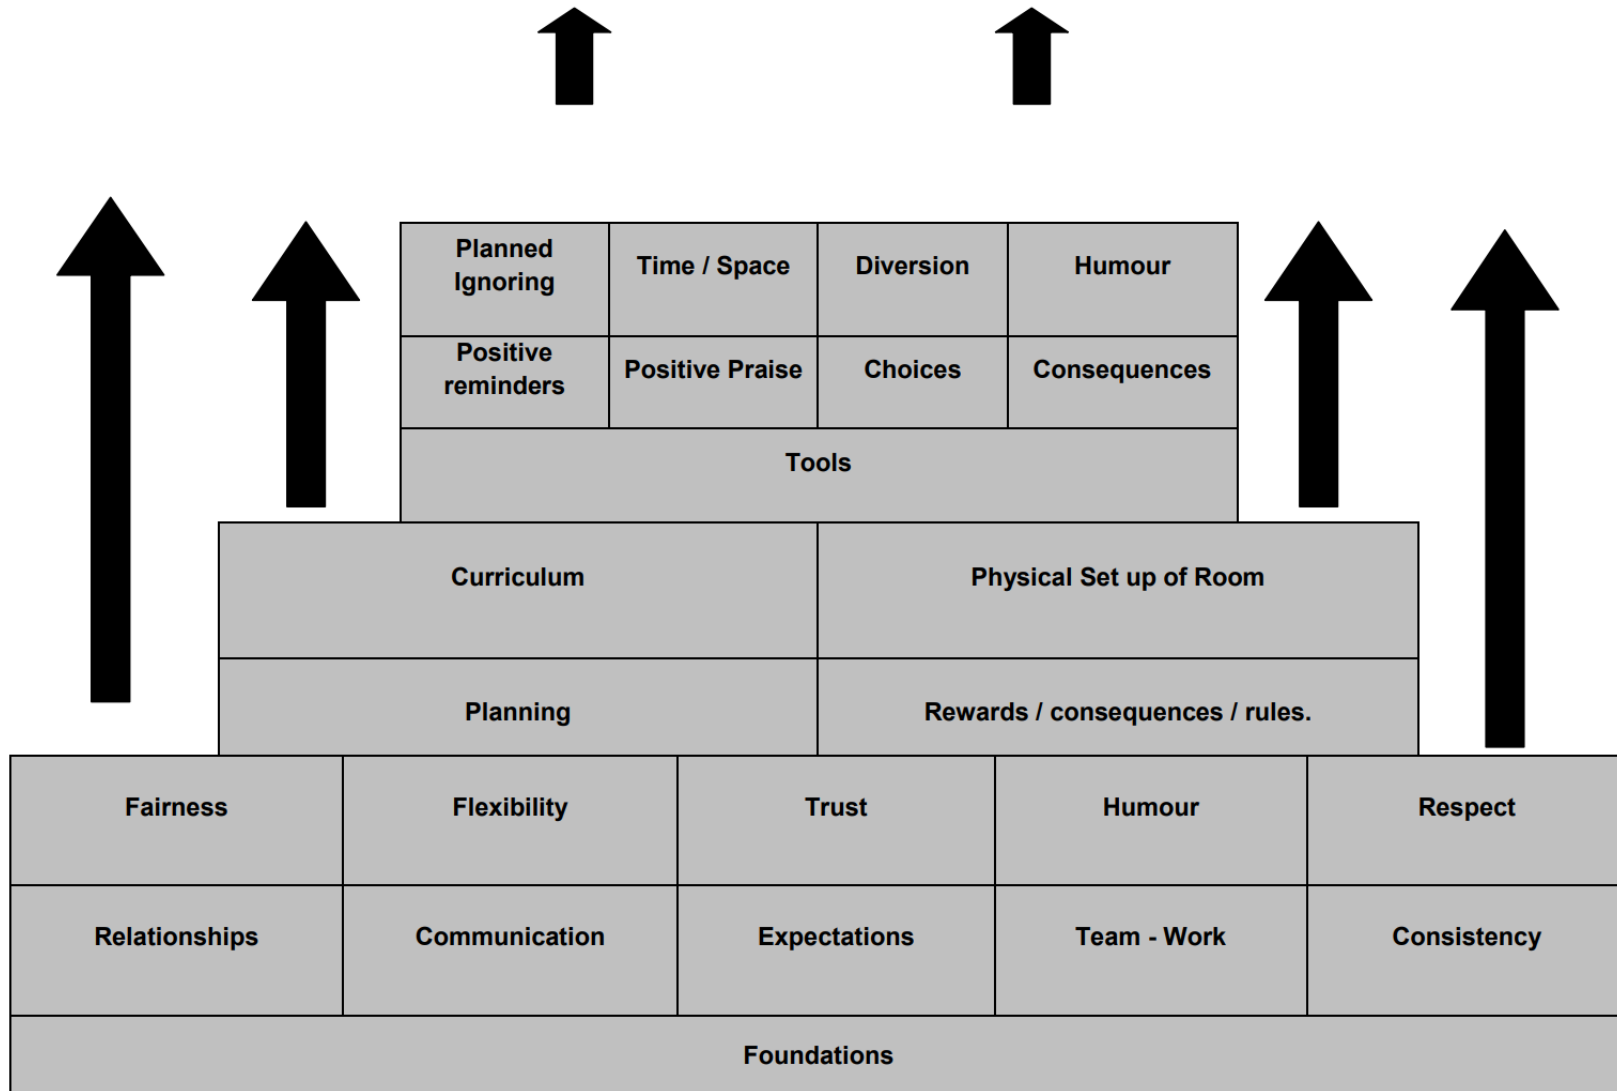 Planned
Ignoring
Time / Space
Diversion
Humour
Positive
reminders
Positive Praise
Choices
Consequences
Tools
Curriculum
Physical Set up of Room
Planning
Rewards / consequences / rules.
Fairness
Flexibility
Trust
Humour
Respect
Relationships
Communication
Expectations
Team - Work
Consistency
Foundations